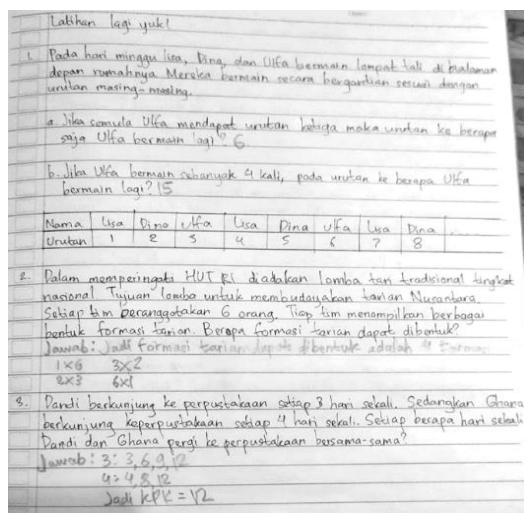 Latihan lagi yuk!
1. Pada hari minggu lisa, Dina, dan Ulfa bermain lompat tali di halaman
depan rumahnya Mereka bermain secara bergantian sesuai dengan
urutan masing-masing.
a. Jika semula Ulfa mendapat urutan ketiga maka urutan ke berapa
saja Ulfa bermain lagi? 6
b. Jika Ulfa bermain sebanyak 4 kali, pada urutan ke berapa Ulfa
bermain lagi? 15
Nama Lisa Dina Ulfa Lisa Dina Ulfa Lisa Dina
Urutan 1 2 3 4 5 6 7 8
2. Dalam memperingati HUT RI diadakan lomba tari tradisional tingkat
nasional Tujuan lomba untuk membudayakan tarian Nusantara.
Setiap tim beranggotakan 6 orang. Tiap tim menampilkan berbagai
bentuk formasi tarian. Berapa formasi tarian dapat dibentuk?
Jawab: Jadi formasi tarian dapat dibentuk adalah 4
1x6 3x2
2x3 6x1
3. Dandi berkunjung ke perpustakaan setiap 3 hari sekali. Sedangkan Ghana
berkunjung keperpustakaan setiap 4 hari sekali. Setiap berapa hari sekali
Dandi dan Ghana pergi ke perpustakaan bersama-sama?
Jawab: 3: 3, 6, 9, 12
4: 4, 8, 12
Jadi KPK = 12